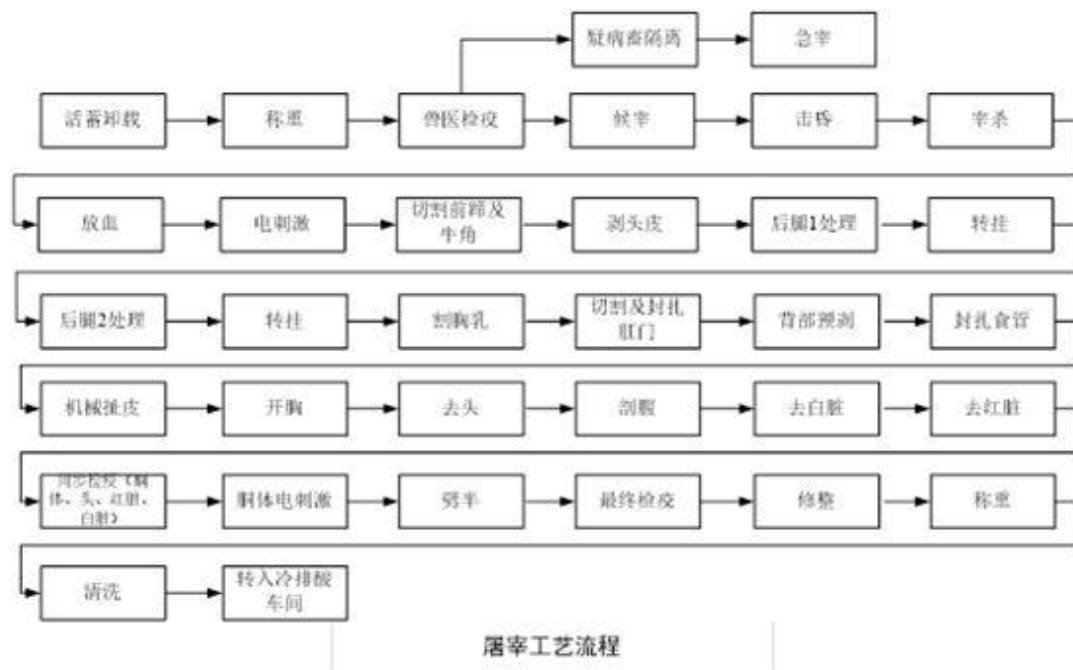 疑病畜隔离
急宰
活蓄卸载
称重
兽医检疫
候宰
击昏
宰杀
放血
电刺激
切割前蹄及
牛角
剥头皮
后腿1处理
转挂
后腿2处理
转挂
割胸乳
切割及封扎
肛门
背部预剥
封扎食管
机械扯皮
开胸
去头
剖腹
去白脏
去红脏
同步检疫(胴
体、头、红脏、
白脏)
胴体电刺激
劈半
最终检疫
修整
称重
清洗
转入冷排酸
车间
屠宰工艺流程